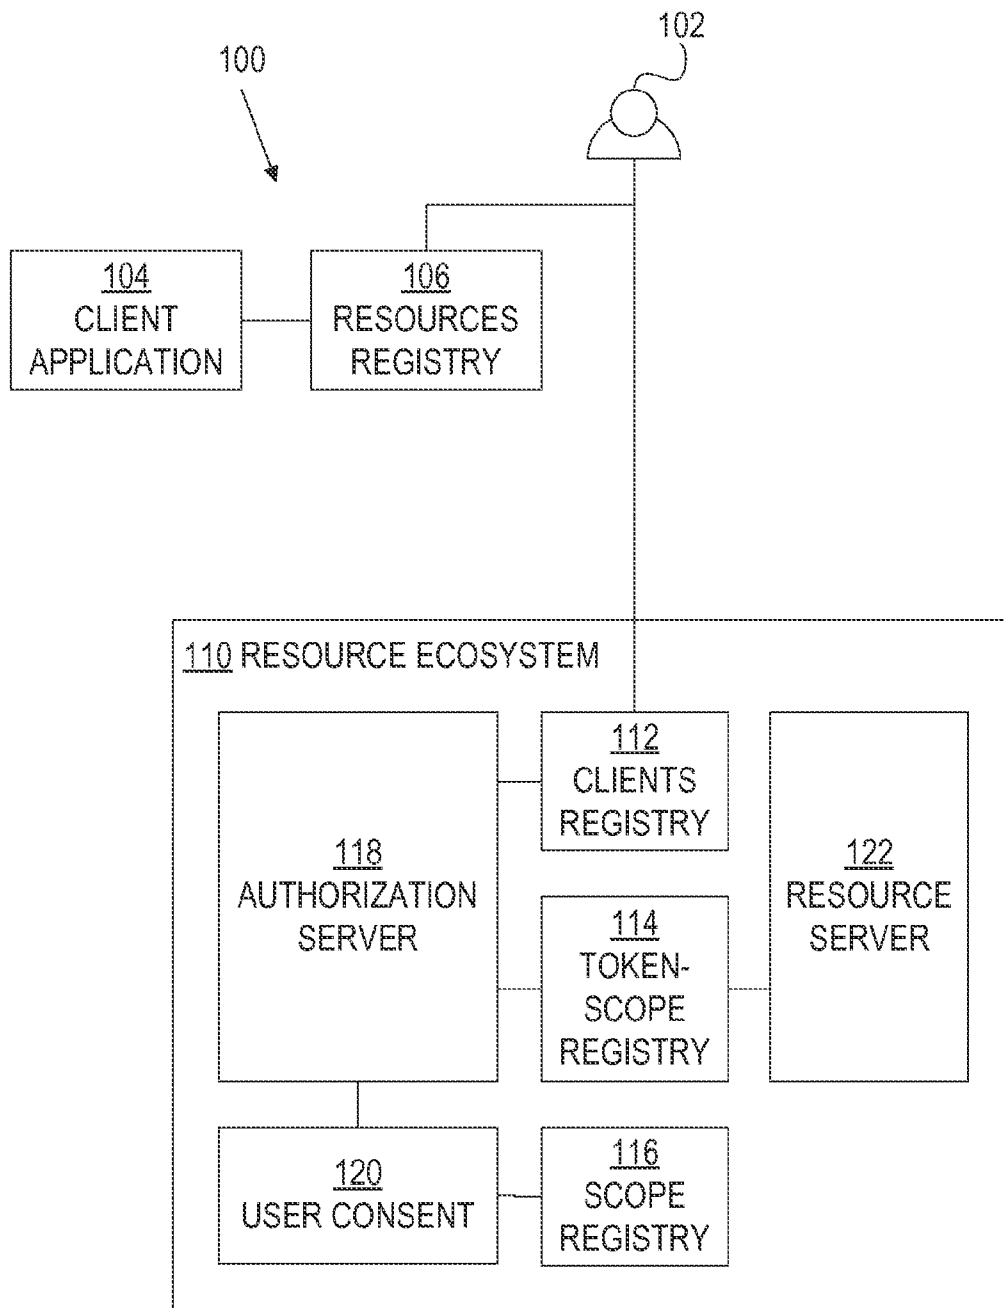 102
100
104
CLIENT
APPLICATION
106
RESOURCES
REGISTRY
110 RESOURCE ECOSYSTEM
118
AUTHORIZATION
SERVER
112
CLIENTS
REGISTRY
122
RESOURCE
SERVER
114
TOKEN-
SCOPE
REGISTRY
120
USER CONSENT
116
SCOPE
REGISTRY